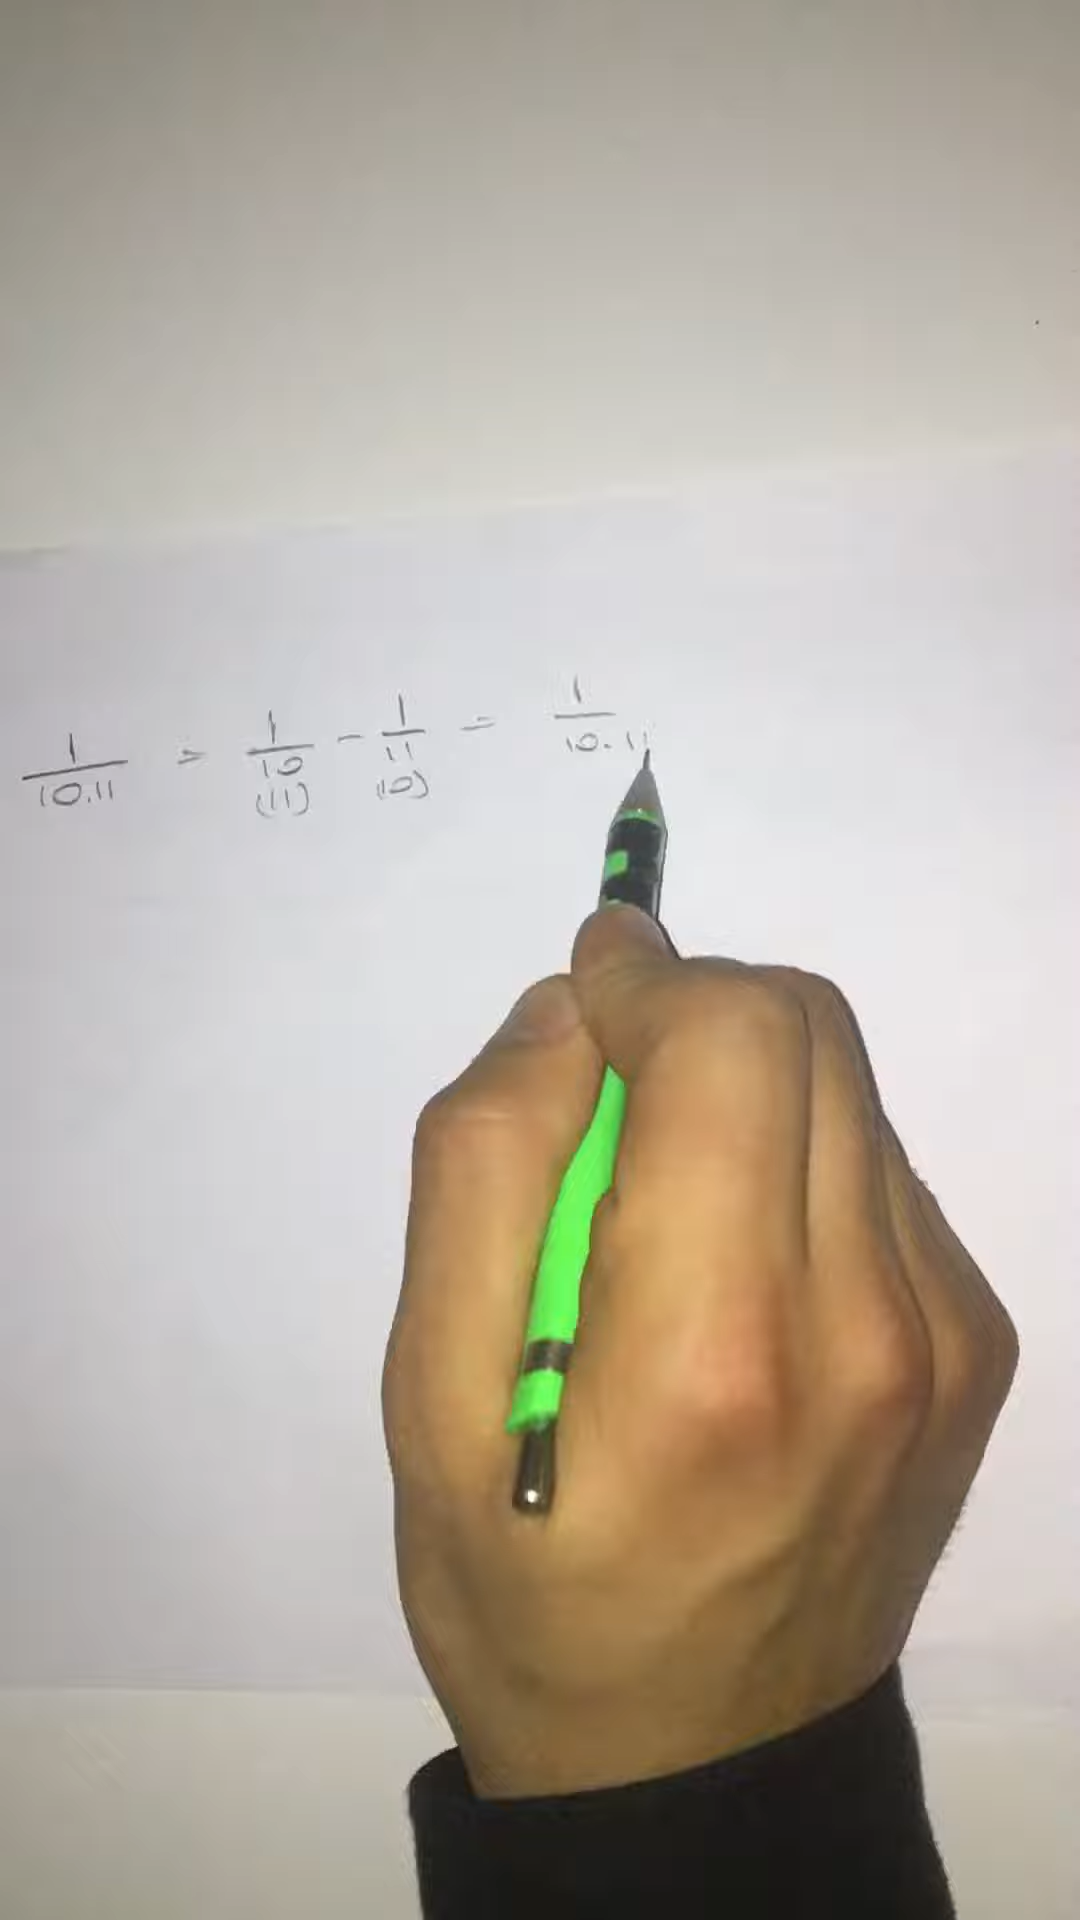 1/10.11 = 1/10 - 1/11 = 1/10.11
(11) (10)